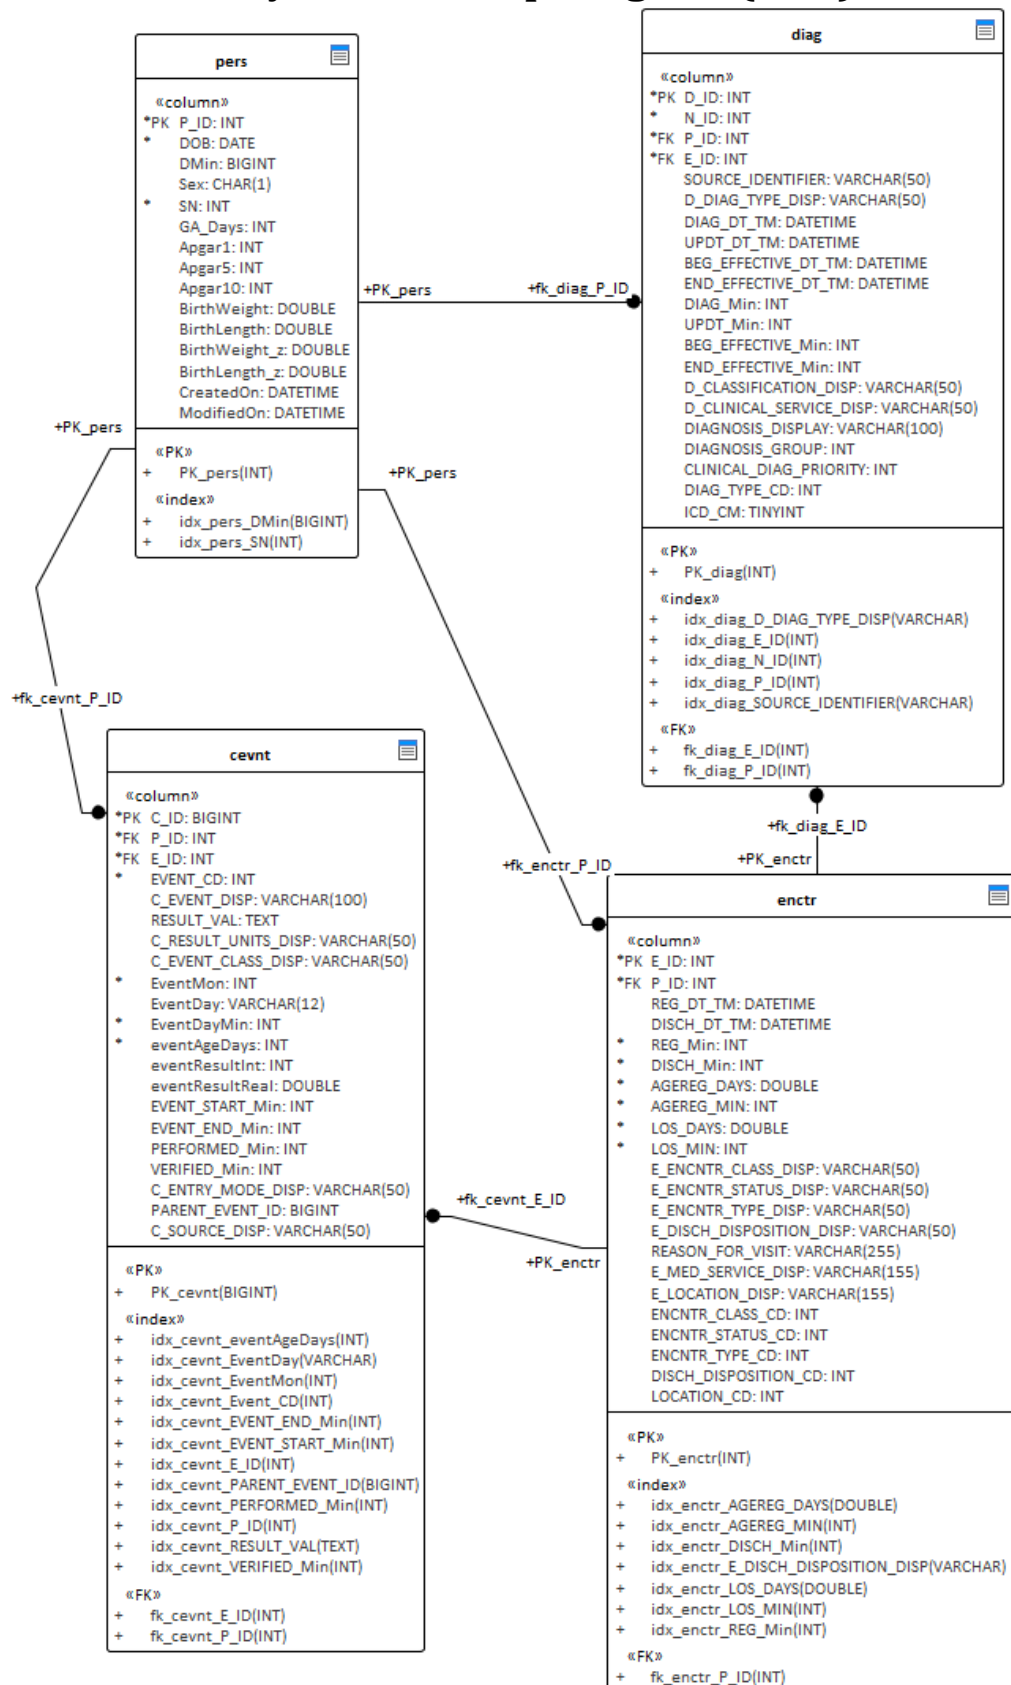 pers
«column»
*PK P_ID: INT
* DOB: DATE
DMin: BIGINT
Sex: CHAR(1)
* SN: INT
GA_Days: INT
Apgar1: INT
Apgar5: INT
Apgar10: INT
BirthWeight: DOUBLE
BirthLength: DOUBLE
BirthWeight_z: DOUBLE
BirthLength_z: DOUBLE
CreatedOn: DATETIME
ModifiedOn: DATETIME
«PK»
+ PK_pers(INT)
«index»
+ idx_pers_DMin(BIGINT)
+ idx_pers_SN(INT)
diag
«column»
*PK D_ID: INT
* N_ID: INT
*FK P_ID: INT
*FK E_ID: INT
SOURCE_IDENTIFIER: VARCHAR(50)
D_DIAG_TYPE_DISP: VARCHAR(50)
DIAG_DT_TM: DATETIME
UPDT_DT_TM: DATETIME
BEG_EFFECTIVE_DT_TM: DATETIME
END_EFFECTIVE_DT_TM: DATETIME
DIAG_Min: INT
UPDT_Min: INT
BEG_EFFECTIVE_Min: INT
END_EFFECTIVE_Min: INT
D_CLASSIFICATION_DISP: VARCHAR(50)
D_CLINICAL_SERVICE_DISP: VARCHAR(50)
DIAGNOSIS_DISPLAY: VARCHAR(100)
DIAGNOSIS_GROUP: INT
CLINICAL_DIAG_PRIORITY: INT
DIAG_TYPE_CD: INT
ICD_CM: TINYINT
«PK»
+ PK_diag(INT)
«index»
+ idx_diag_D_DIAG_TYPE_DISP(VARCHAR)
+ idx_diag_E_ID(INT)
+ idx_diag_N_ID(INT)
+ idx_diag_P_ID(INT)
+ idx_diag_SOURCE_IDENTIFIER(VARCHAR)
«FK»
+ fk_diag_E_ID(INT)
+ fk_diag_P_ID(INT)
+PK_pers
+fk_diag_P_ID
+PK_pers
+PK_pers
+fk_cevnt_P_ID
+fk_enctr_P_ID
+fk_diag_E_ID
+PK_enctr
cevnt
«column»
*PK C_ID: BIGINT
*FK P_ID: INT
*FK E_ID: INT
* EVENT_CD: INT
C_EVENT_DISP: VARCHAR(100)
RESULT_VAL: TEXT
C_RESULT_UNITS_DISP: VARCHAR(50)
C_EVENT_CLASS_DISP: VARCHAR(50)
* EventMon: INT
EventDay: VARCHAR(12)
* EventDayMin: INT
* eventAgeDays: INT
eventResultInt: INT
eventResultReal: DOUBLE
EVENT_START_Min: INT
EVENT_END_Min: INT
PERFORMED_Min: INT
VERIFIED_Min: INT
C_ENTRY_MODE_DISP: VARCHAR(50)
PARENT_EVENT_ID: BIGINT
C_SOURCE_DISP: VARCHAR(50)
«PK»
+ PK_cevnt(BIGINT)
«index»
+ idx_cevnt_eventAgeDays(INT)
+ idx_cevnt_EventDay(VARCHAR)
+ idx_cevnt_EventMon(INT)
+ idx_cevnt_Event_CD(INT)
+ idx_cevnt_EVENT_END_Min(INT)
+ idx_cevnt_EVENT_START_Min(INT)
+ idx_cevnt_E_ID(INT)
+ idx_cevnt_PARENT_EVENT_ID(BIGINT)
+ idx_cevnt_PERFORMED_Min(INT)
+ idx_cevnt_P_ID(INT)
+ idx_cevnt_RESULT_VAL(TEXT)
+ idx_cevnt_VERIFIED_Min(INT)
«FK»
+ fk_cevnt_E_ID(INT)
+ fk_cevnt_P_ID(INT)
+fk_cevnt_E_ID
+PK_enctr
enctr
«column»
*PK E_ID: INT
*FK P_ID: INT
REG_DT_TM: DATETIME
DISCH_DT_TM: DATETIME
* REG_Min: INT
* DISCH_Min: INT
* AGEREG_DAYS: DOUBLE
* AGEREG_MIN: INT
* LOS_DAYS: DOUBLE
* LOS_MIN: INT
E_ENCNTR_CLASS_DISP: VARCHAR(50)
E_ENCNTR_STATUS_DISP: VARCHAR(50)
E_ENCNTR_TYPE_DISP: VARCHAR(50)
E_DISCH_DISPOSITION_DISP: VARCHAR(50)
REASON_FOR_VISIT: VARCHAR(255)
E_MED_SERVICE_DISP: VARCHAR(155)
E_LOCATION_DISP: VARCHAR(155)
ENCNTR_CLASS_CD: INT
ENCNTR_STATUS_CD: INT
ENCNTR_TYPE_CD: INT
DISCH_DISPOSITION_CD: INT
LOCATION_CD: INT
«PK»
+ PK_enctr(INT)
«index»
+ idx_enctr_AGEREG_DAYS(DOUBLE)
+ idx_enctr_AGEREG_MIN(INT)
+ idx_enctr_DISCH_Min(INT)
+ idx_enctr_E_DISCH_DISPOSITION_DISP(VARCHAR)
+ idx_enctr_LOS_DAYS(DOUBLE)
+ idx_enctr_LOS_MIN(INT)
+ idx_enctr_REG_Min(INT)
«FK»
+ fk_enctr_P_ID(INT)